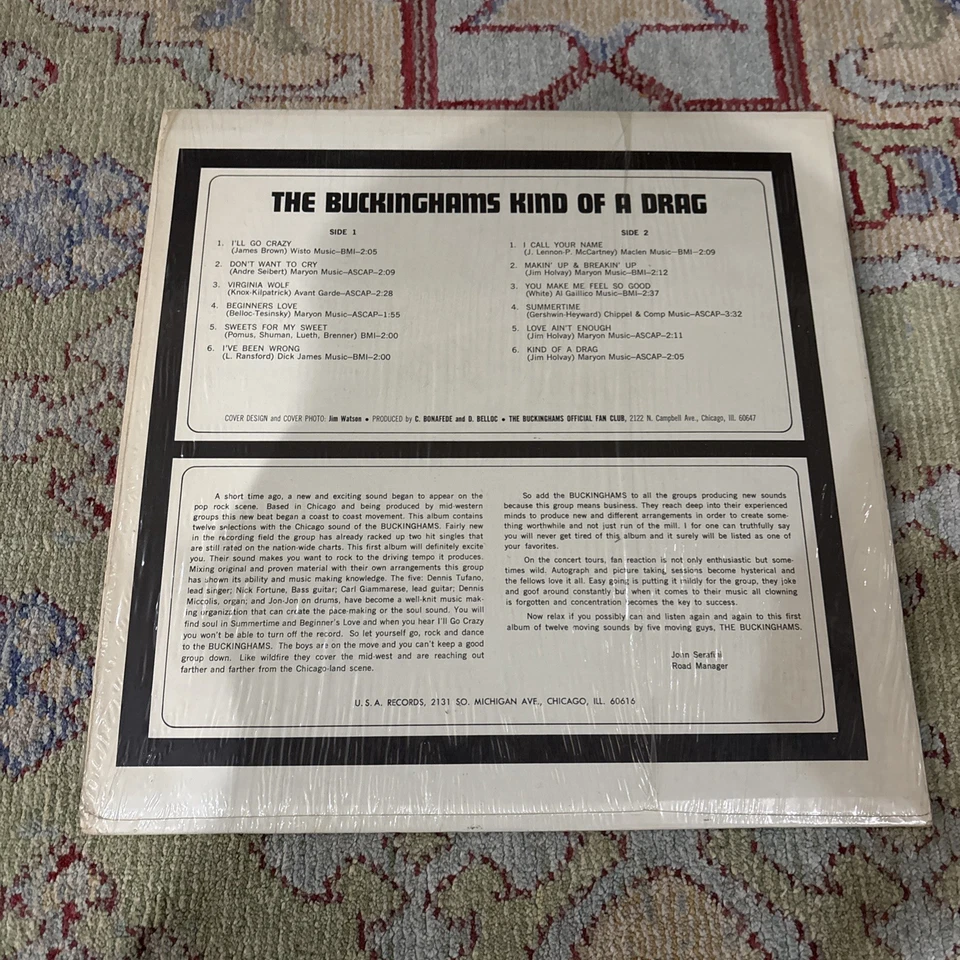 THE BUCKINGHAMS KIND OF A DRAG
SIDE 1
1. I'LL GO CRAZY
(James Brown) Wisto Music—BMI—2:05
2. DON'T WANT TO CRY
(Andre Seibert) Maryon Music—ASCAP—2:09
3. VIRGINIA WOLF
(Knox-Kilpatrick) Avant Garde—ASCAP—2:28
4. BEGINNERS LOVE
(Belloc-Tesinsky) Maryon Music—ASCAP—1:55
5. SWEETS FOR MY SWEET
(Pomus, Shuman, Lueth, Brenner) BMI—2:00
6. I'VE BEEN WRONG
(L. Ransford) Dick James Music—BMI—2:00
SIDE 2
1. I CALL YOUR NAME
(J. Lennon-P. McCartney) Maclen Music—BMI—2:09
2. MAKIN' UP & BREAKIN' UP
(Jim Holvay) Maryon Music—BMI—2:12
3. YOU MAKE ME FEEL SO GOOD
(White) Al Gaillico Music—BMI—2:37
4. SUMMERTIME
(Gershwin-Heyward) Chippel & Comp Music—ASCAP—3:32
5. LOVE AIN'T ENOUGH
(Jim Holvay) Maryon Music—ASCAP—2:11
6. KIND OF A DRAG
(Jim Holvay) Maryon Music—ASCAP—2:05
COVER DESIGN and COVER PHOTO: Jim Watson • PRODUCED by C. BONAFEDE and D. BELLOC • THE BUCKINGHAMS OFFICIAL FAN CLUB, 2122 N. Campbell Ave., Chicago, Ill. 60647
A short time ago, a new and exciting sound began to appear on the
pop rock scene. Based in Chicago and being produced by mid-western
groups this new beat began a coast to coast movement. This album contains
twelve selections with the Chicago sound of the BUCKINGHAMS. Fairly new
in the recording field the group has already racked up two hit singles that
are still rated on the nation-wide charts. This first album will definitely excite
you. Their sound makes you want to rock to the driving tempo it produces.
Mixing original and proven material with their own arrangements this group
has shown its ability and music making knowledge. The five: Dennis Tufano,
lead singer; Nick Fortune, Bass guitar; Carl Giammarese, lead guitar; Dennis
Miccolis, organ; and Jon-Jon on drums, have become a well-knit music mak-
ing organization that can create the pace-making or the soul sound. You will
find soul in Summertime and Beginner's Love and when you hear I'll Go Crazy
you won't be able to turn off the record. So let yourself go, rock and dance
to the BUCKINGHAMS. The boys are on the move and you can't keep a good
group down. Like wildfire they cover the mid-west and are reaching out
farther and farther from the Chicago-land scene.
So add the BUCKINGHAMS to all the groups producing new sounds
because this group means business. They reach deep into their experienced
minds to produce new and different arrangements in order to create some-
thing worthwhile and not just run of the mill. I for one can truthfully say
you will never get tired of this album and it surely will be listed as one of
your favorites.
On the concert tours, fan reaction is not only enthusiastic but some-
times wild. Autograph and picture taking sessions become hysterical and
the fellows love it all. Easy going is putting it mildly for the group, they joke
and goof around constantly but when it comes to their music all clowning
is forgotten and concentration becomes the key to success.
Now relax if you possibly can and listen again and again to this first
album of twelve moving sounds by five moving guys, THE BUCKINGHAMS.
John Serafini
Road Manager
U.S.A. RECORDS, 2131 SO. MICHIGAN AVE., CHICAGO, ILL. 60616